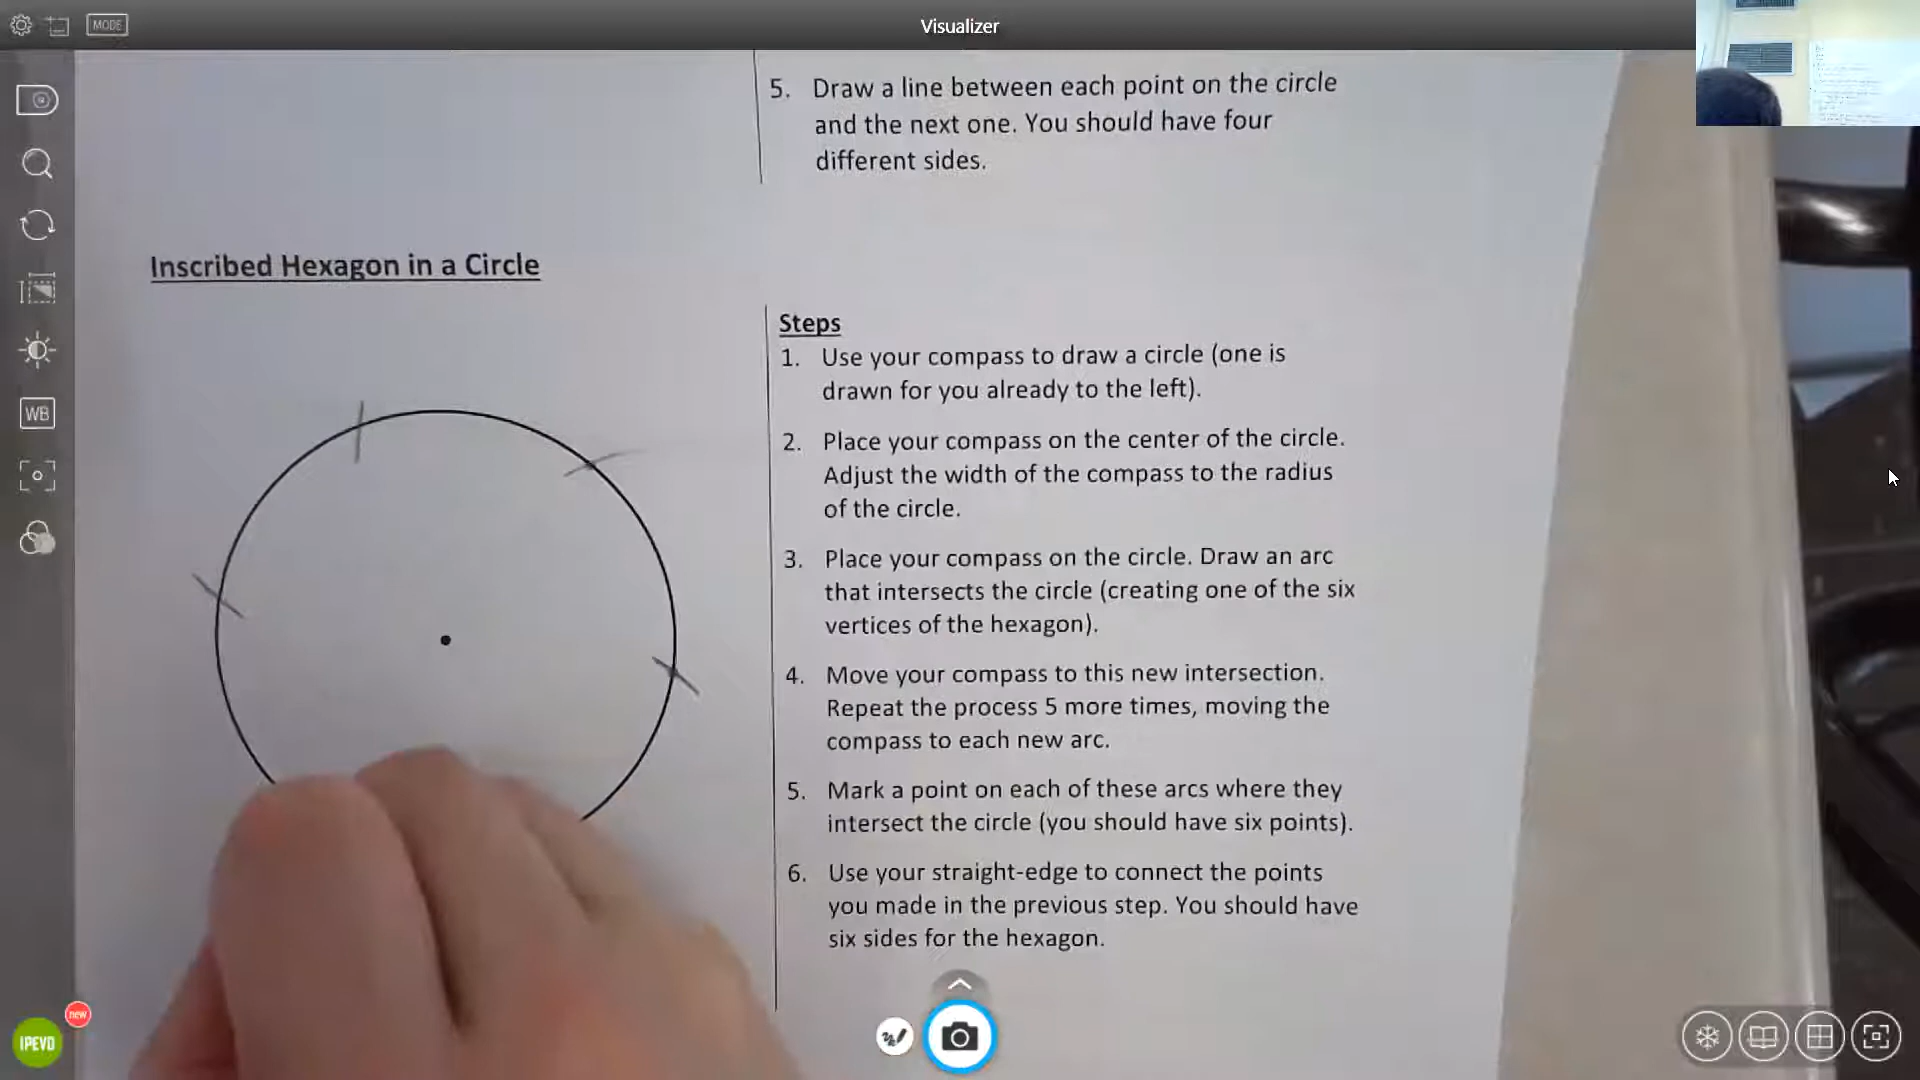 MODE
Visualizer
5. Draw a line between each point on the circle
and the next one. You should have four
different sides.
Inscribed Hexagon in a Circle
Steps
1. Use your compass to draw a circle (one is
drawn for you already to the left).
2. Place your compass on the center of the circle.
Adjust the width of the compass to the radius
of the circle.
3. Place your compass on the circle. Draw an arc
that intersects the circle (creating one of the six
vertices of the hexagon).
4. Move your compass to this new intersection.
Repeat the process 5 more times, moving the
compass to each new arc.
5. Mark a point on each of these arcs where they
intersect the circle (you should have six points).
6. Use your straight-edge to connect the points
you made in the previous step. You should have
six sides for the hexagon.
WB
new
IPEVO